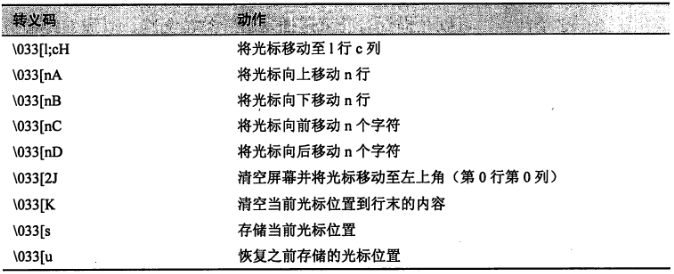 转义码 动作
\033[l;cH 将光标移动至 l 行 c 列
\033[nA 将光标向上移动 n 行
\033[nB 将光标向下移动 n 行
\033[nC 将光标向前移动 n 个字符
\033[nD 将光标向后移动 n 个字符
\033[2J 清空屏幕并将光标移动至左上角（第 0 行第 0 列）
\033[K 清空当前光标位置到行末的内容
\033[s 存储当前光标位置
\033[u 恢复之前存储的光标位置